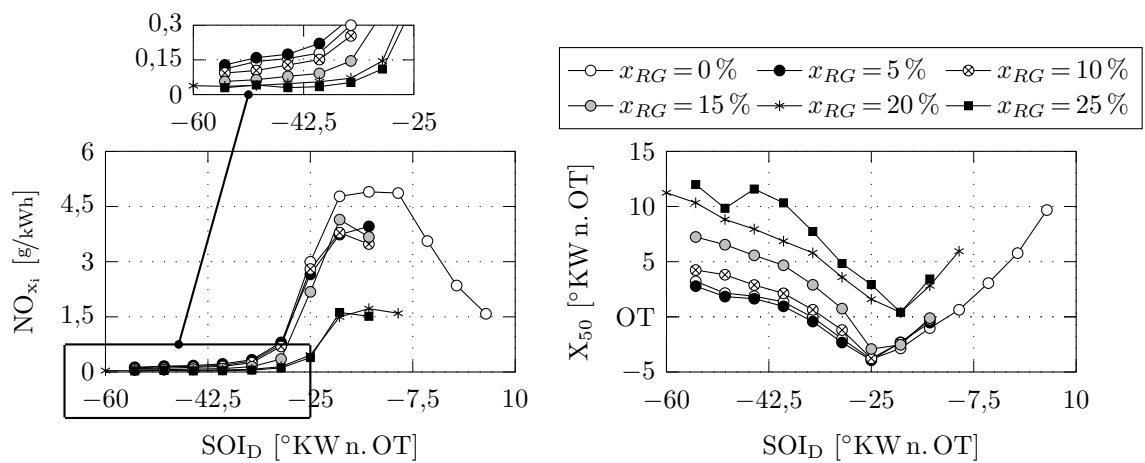 0,3
0,15
0
−60 −42,5 −25
x_RG = 0 % x_RG = 5 % x_RG = 10 %
x_RG = 15 % x_RG = 20 % x_RG = 25 %
6
4,5
3
1,5
0
−60 −42,5 −25 −7,5 10
NO_{x_i} [g/kWh]
SOI_D [°KW n. OT]
15
10
5
OT
−5
−60 −42,5 −25 −7,5 10
X_50 [°KW n. OT]
SOI_D [°KW n. OT]